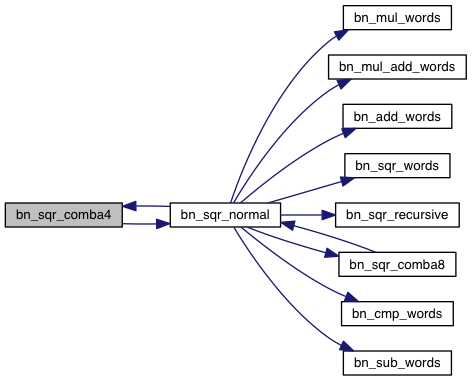 bn_mul_words
bn_mul_add_words
bn_add_words
bn_sqr_words
bn_sqr_comba4
bn_sqr_normal
bn_sqr_recursive
bn_sqr_comba8
bn_cmp_words
bn_sub_words